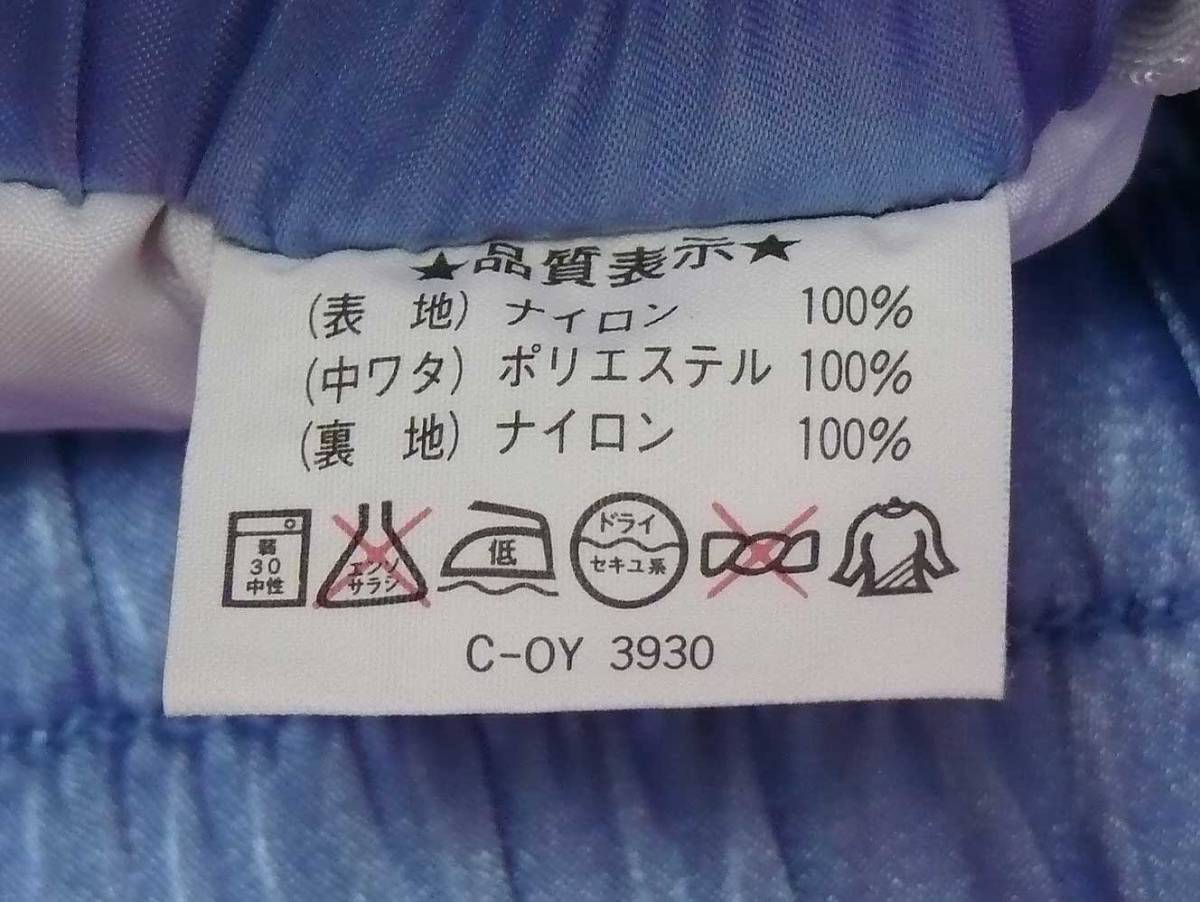 ★品質表示★
(表　地) ナイロン 100%
(中ワタ) ポリエステル 100%
(裏　地) ナイロン 100%
弱
30
中性
エンソ
サラシ
低
ドライ
セキユ系
C-OY 3930